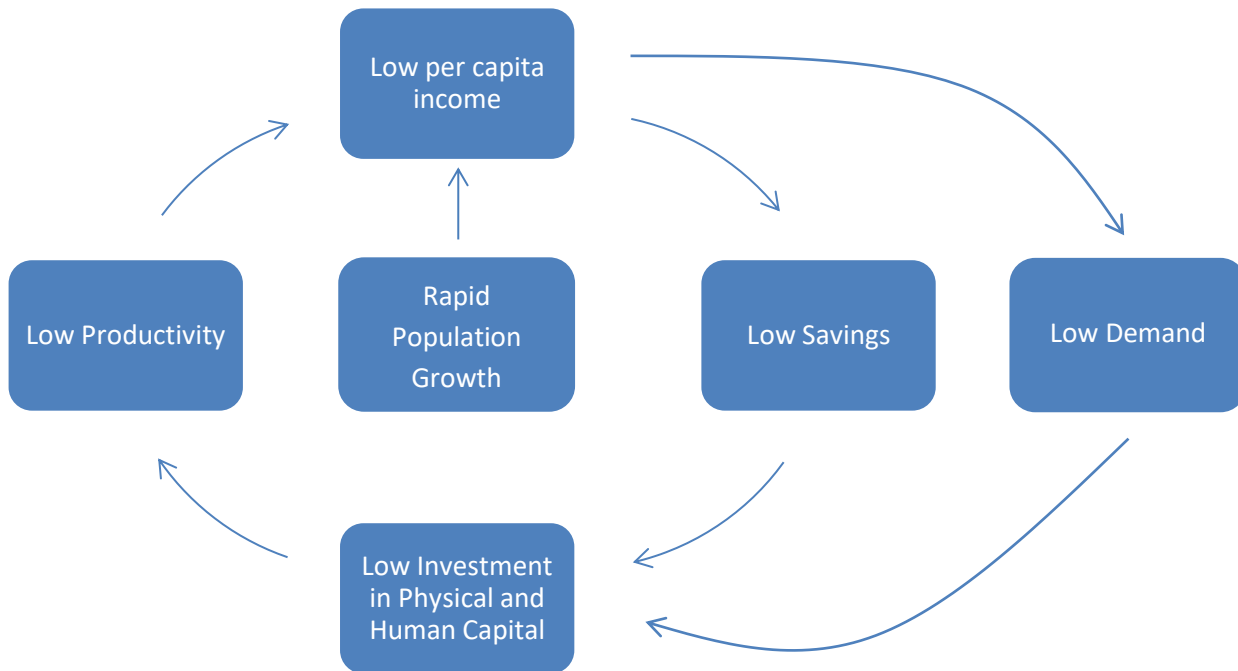 Low per capita
income
Low Productivity
Rapid
Population
Growth
Low Savings
Low Demand
Low Investment
in Physical and
Human Capital